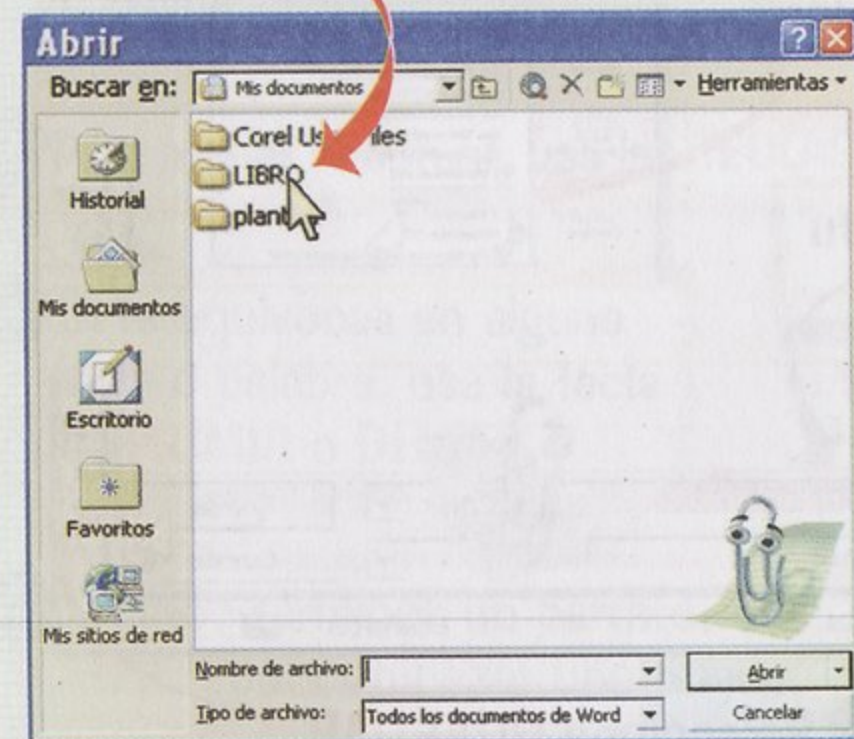 Abrir
Buscar en: Mis documentos Herramientas
Corel
LIBRO
Historial
Mis documentos
Escritorio
Favoritos
Mis sitios de red
Nombre de archivo: Abrir
Tipo de archivo: Todos los documentos de Word Cancelar